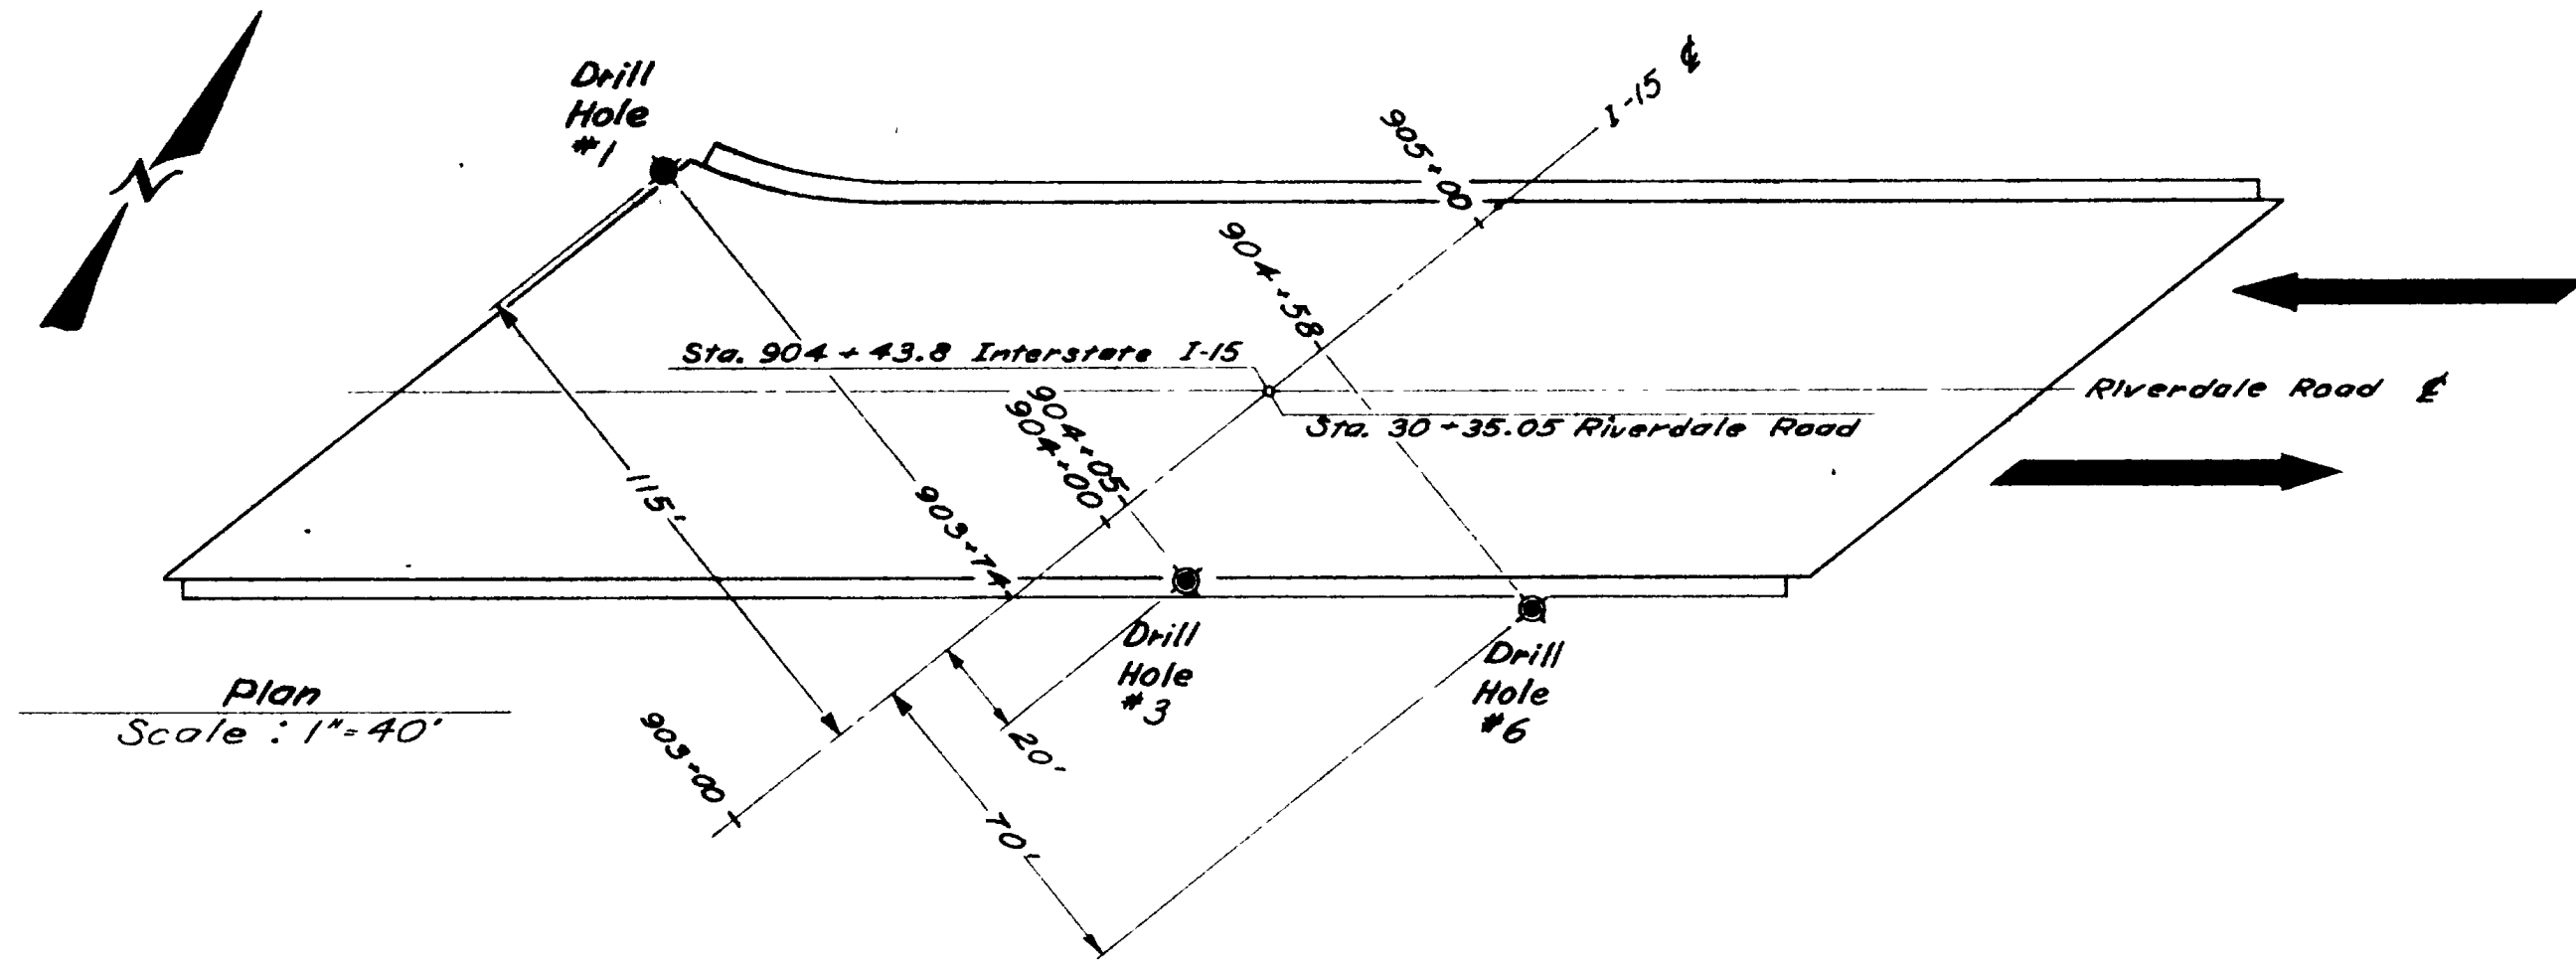 N
Drill
Hole
#1
I-15 ℄
905+00
904+58
Sta. 904 + 43.8 Interstate I-15
Riverdale Road ℄
Sta. 30 + 35.05 Riverdale Road
904+05
904+00
903+74
115'
Drill
Hole
#3
Drill
Hole
#6
20'
70'
903+00
Plan
Scale : 1"=40'